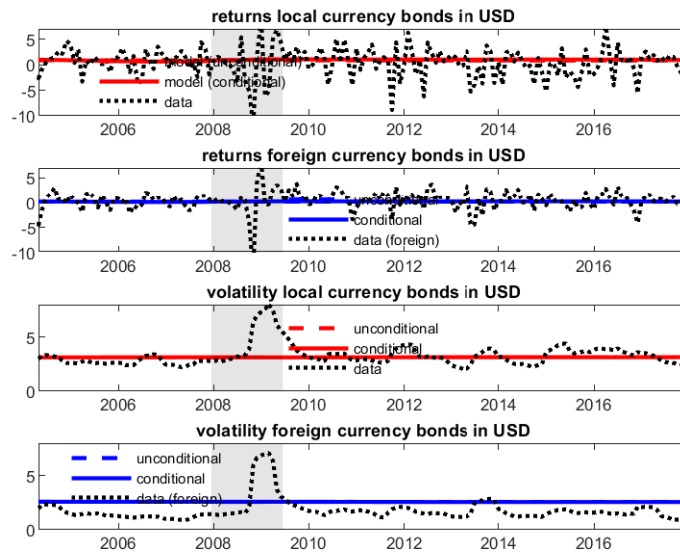 returns local currency bonds in USD
5
0
-5
-10
model (unconditional)
model (conditional)
data
2006 2008 2010 2012 2014 2016
returns foreign currency bonds in USD
5
0
-5
-10
unconditional
conditional
data (foreign)
2006 2008 2010 2012 2014 2016
volatility local currency bonds in USD
5
0
unconditional
conditional
data
2006 2008 2010 2012 2014 2016
volatility foreign currency bonds in USD
5
0
unconditional
conditional
data (foreign)
2006 2008 2010 2012 2014 2016